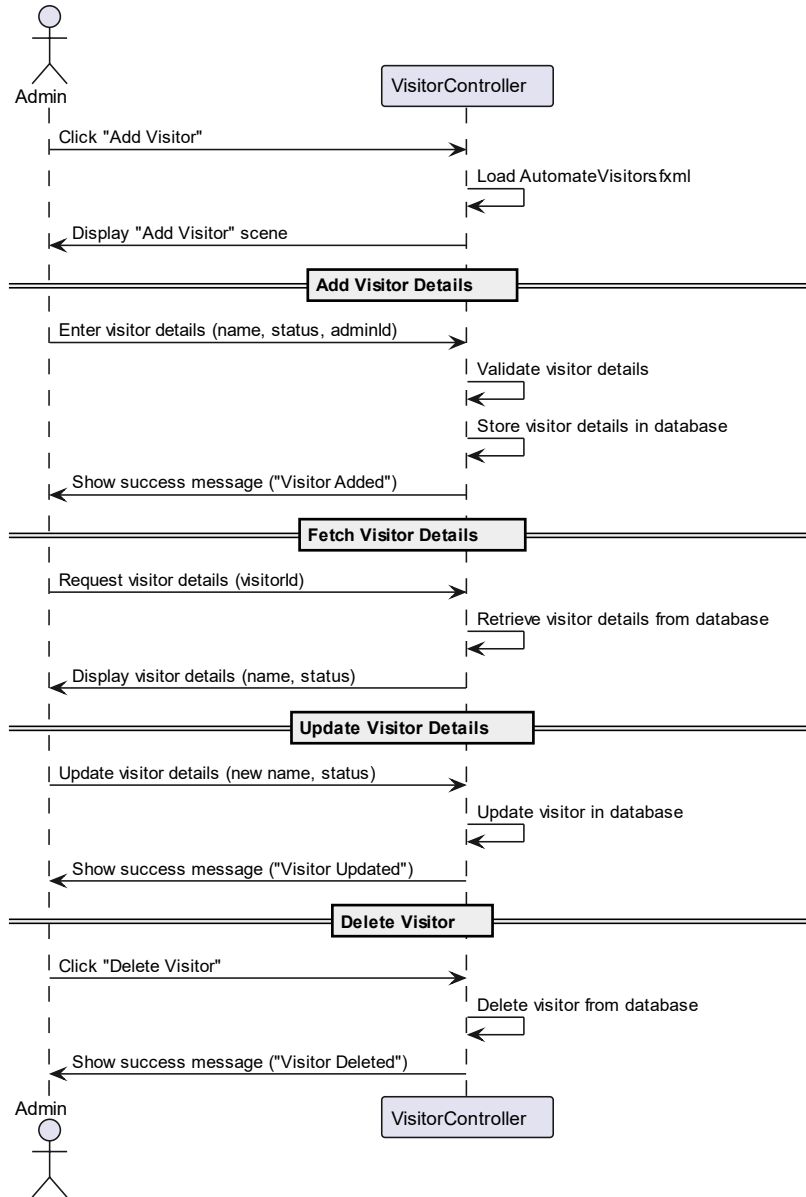 Admin
VisitorController
Click "Add Visitor"
Load AutomateVisitors.fxml
Display "Add Visitor" scene
Add Visitor Details
Enter visitor details (name, status, adminId)
Validate visitor details
Store visitor details in database
Show success message ("Visitor Added")
Fetch Visitor Details
Request visitor details (visitorId)
Retrieve visitor details from database
Display visitor details (name, status)
Update Visitor Details
Update visitor details (new name, status)
Update visitor in database
Show success message ("Visitor Updated")
Delete Visitor
Click "Delete Visitor"
Delete visitor from database
Show success message ("Visitor Deleted")
Admin
VisitorController